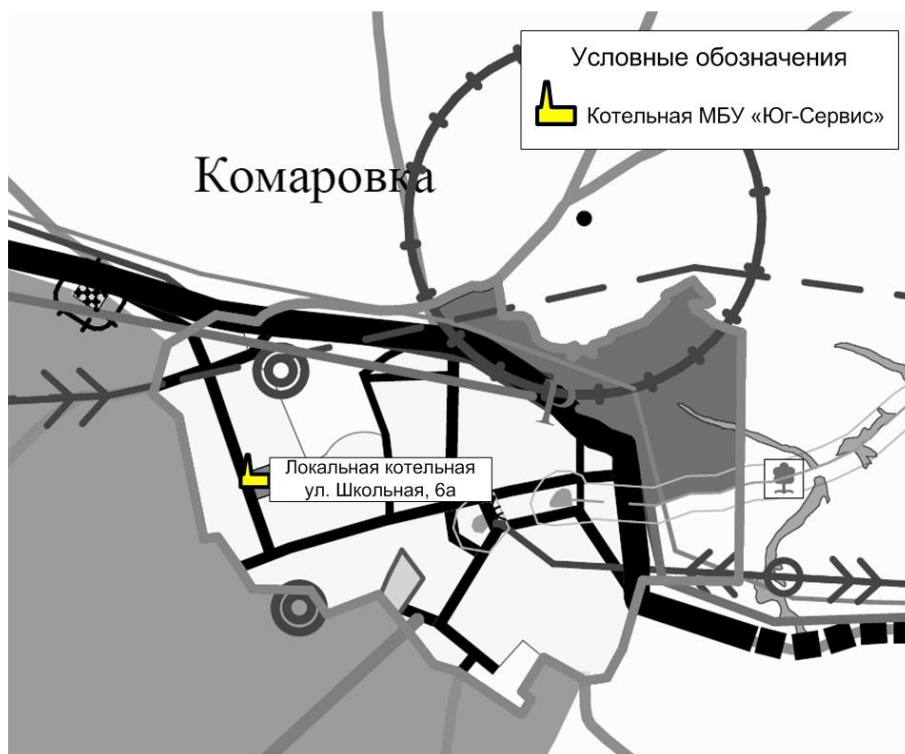 Условные обозначения
Котельная МБУ «Юг-Сервис»
Комаровка
Локальная котельная
ул. Школьная, 6а